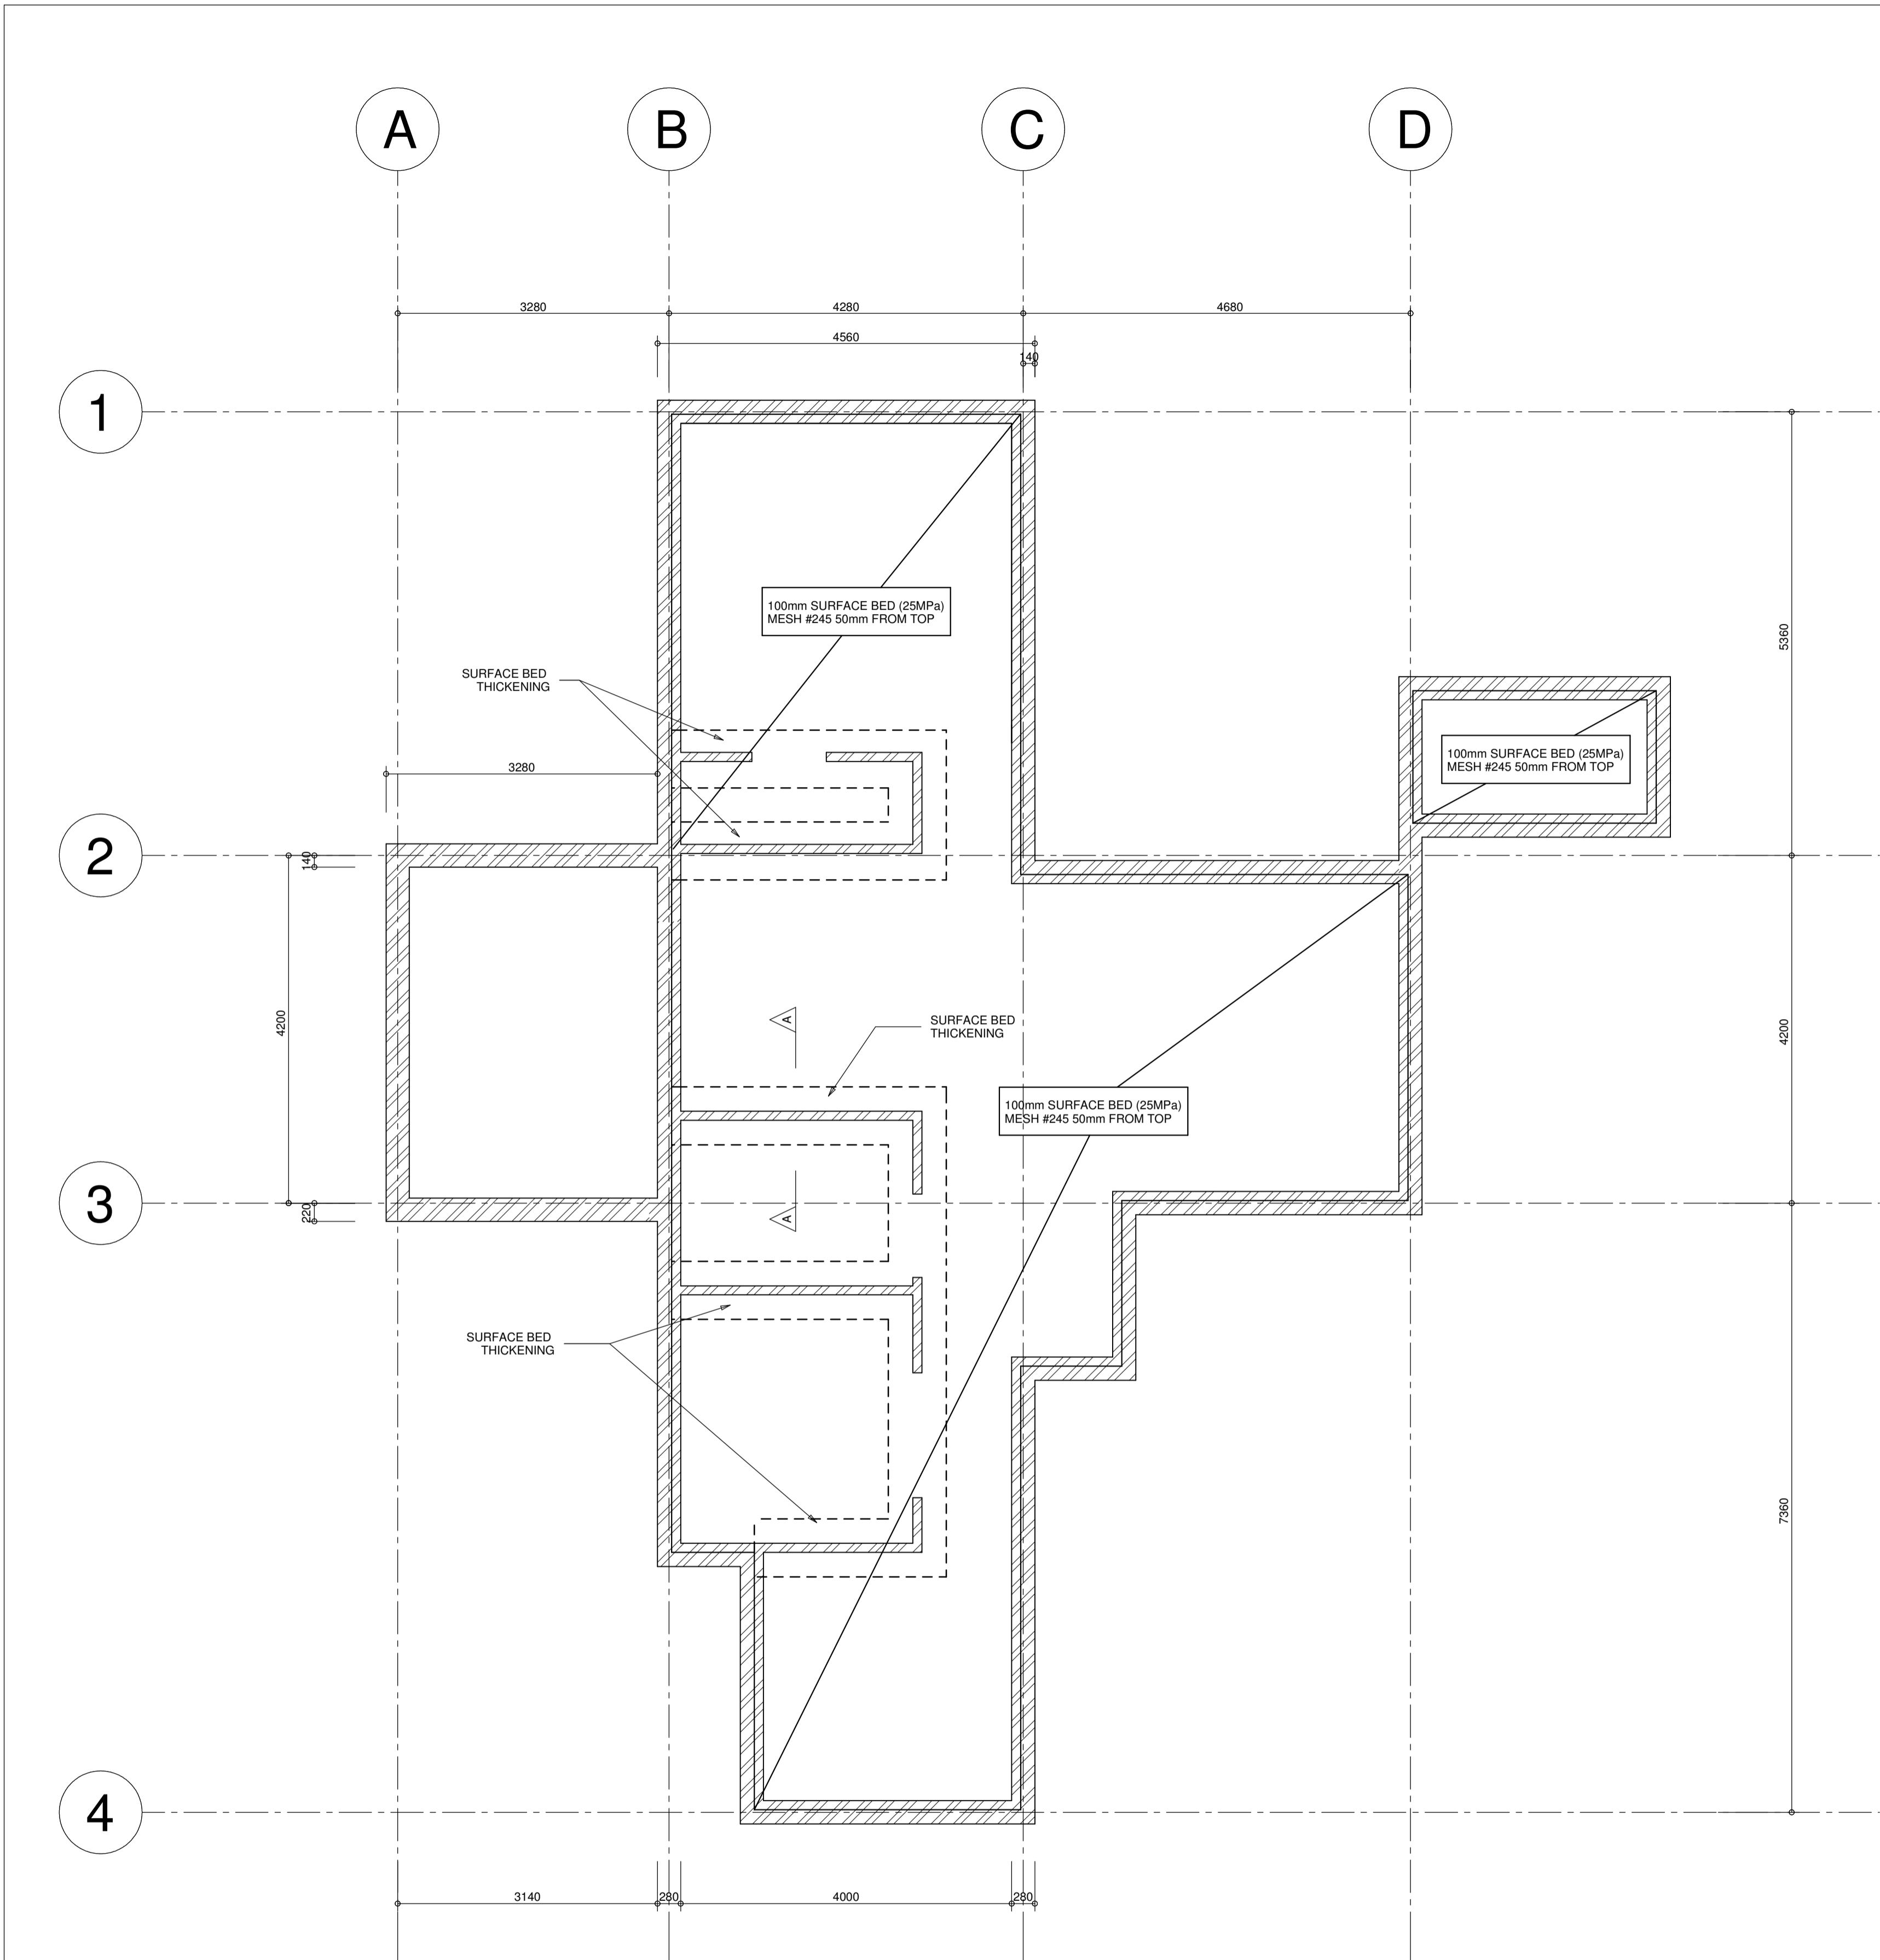 A
B
C
D
3280
4280
4680
4560
140
1
100mm SURFACE BED (25MPa)
MESH #245 50mm FROM TOP
5360
SURFACE BED
THICKENING
100mm SURFACE BED (25MPa)
MESH #245 50mm FROM TOP
3280
2
140
4200
A
SURFACE BED
THICKENING
4200
100mm SURFACE BED (25MPa)
MESH #245 50mm FROM TOP
3
220
A
SURFACE BED
THICKENING
7360
4
3140
280
4000
280